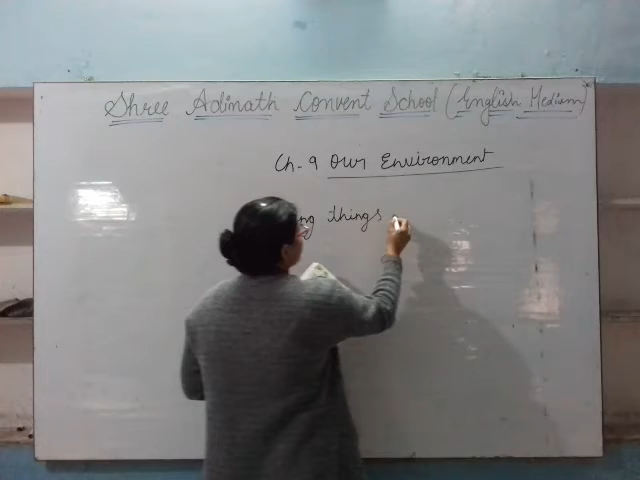 Shree Adinath Convent School (English Medium)
Ch-9 Our Environment
things